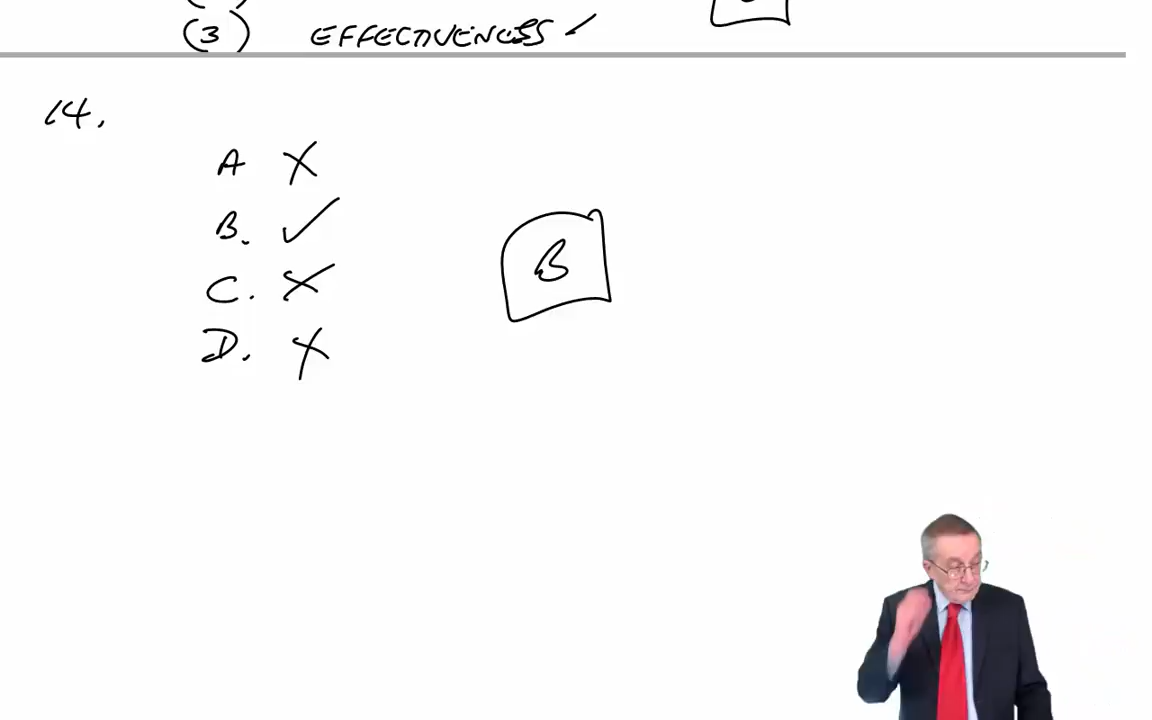 (3) EFFECTIVENESS ✓
14.
A X
B. ✓
B
C. X
D. X